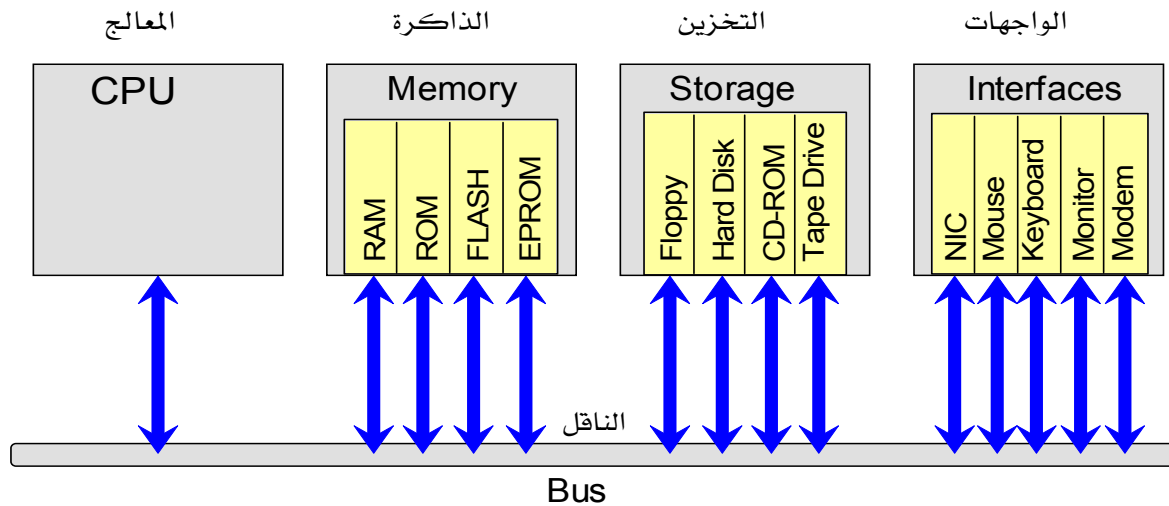 المعالج
الذاكرة
التخزين
الواجهات
CPU
Memory
Storage
Interfaces
RAM
ROM
FLASH
EPROM
Floppy
Hard Disk
CD-ROM
Tape Drive
NIC
Mouse
Keyboard
Monitor
Modem
الناقل
Bus